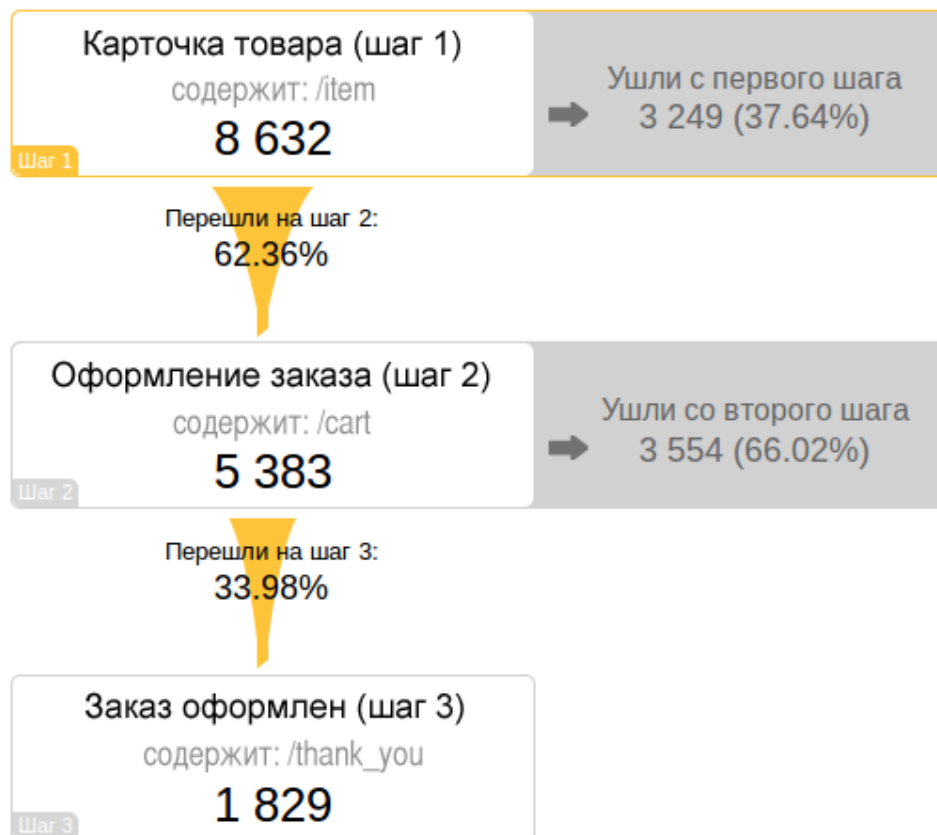 Карточка товара (шаг 1)
содержит: /item
8 632
Шаг 1
Ушли с первого шага
3 249 (37.64%)
Перешли на шаг 2:
62.36%
Оформление заказа (шаг 2)
содержит: /cart
5 383
Шаг 2
Ушли со второго шага
3 554 (66.02%)
Перешли на шаг 3:
33.98%
Заказ оформлен (шаг 3)
содержит: /thank_you
1 829
Шаг 3